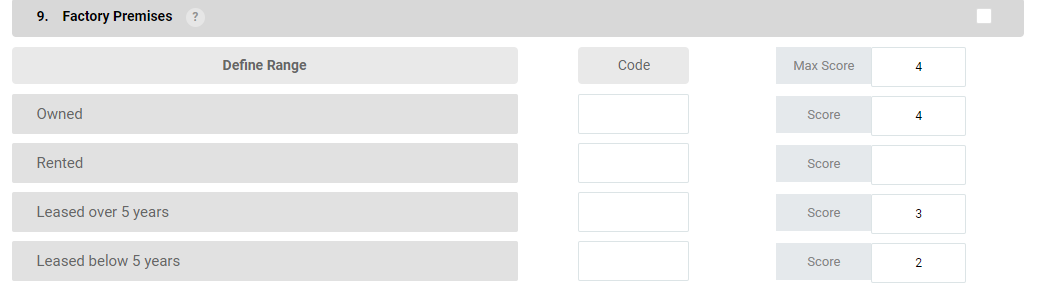 9. Factory Premises ?
Define Range Code Max Score 4
Owned Score 4
Rented Score
Leased over 5 years Score 3
Leased below 5 years Score 2